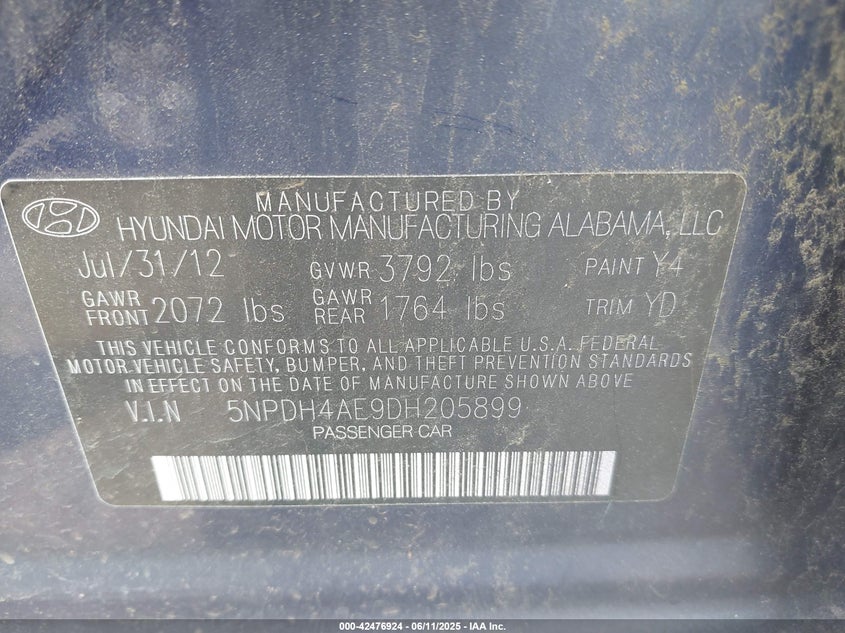 MANUFACTURED BY
HYUNDAI MOTOR MANUFACTURING ALABAMA, LLC
Jul/31/12 GVWR 3792 lbs PAINT Y4
GAWR FRONT 2072 lbs GAWR REAR 1764 lbs TRIM YD
THIS VEHICLE CONFORMS TO ALL APPLICABLE U.S.A. FEDERAL
MOTOR VEHICLE SAFETY, BUMPER, AND THEFT PREVENTION STANDARDS
IN EFFECT ON THE DATE OF MANUFACTURE SHOWN ABOVE
V.I.N 5NPDH4AE9DH205899
PASSENGER CAR
000-42476924 - 06/11/2025 - IAA Inc.